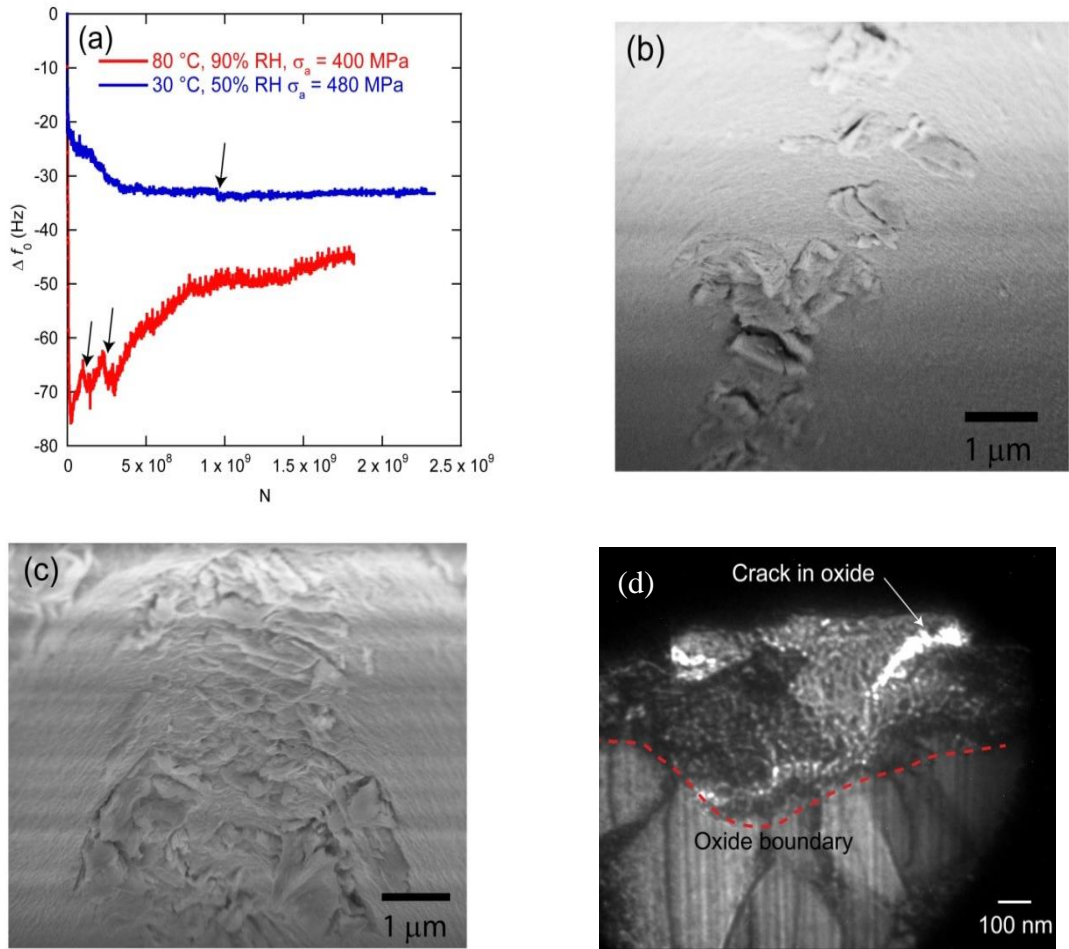 (a)
80 °C, 90% RH, σa = 400 MPa
30 °C, 50% RH σa = 480 MPa
0
-10
-20
-30
-40
-50
-60
-70
-80
Δ f0 (Hz)
0
5 x 10^8
1 x 10^9
1.5 x 10^9
2 x 10^9
2.5 x 10^9
N
(b)
1 μm
(c)
1 μm
(d)
Crack in oxide
Oxide boundary
100 nm